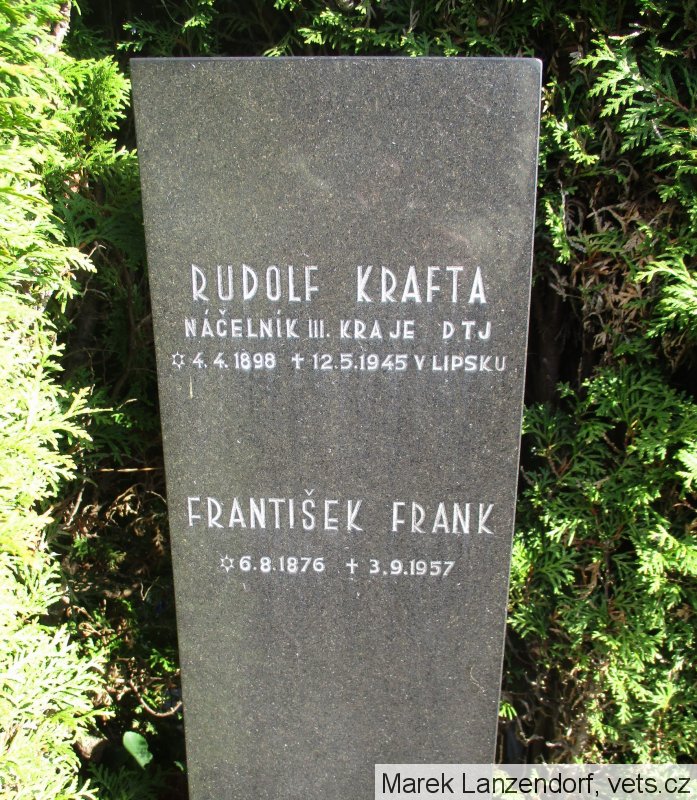 RUDOLF KRAFTA
NÁČELNÍK III. KRAJE DTJ
✡ 4. 4. 1898 ✝ 12.5.1945 V LIPSKU
FRANTIŠEK FRANK
✡ 6.8.1876 ✝ 3.9.1957
Marek Lanzendorf, vets.cz